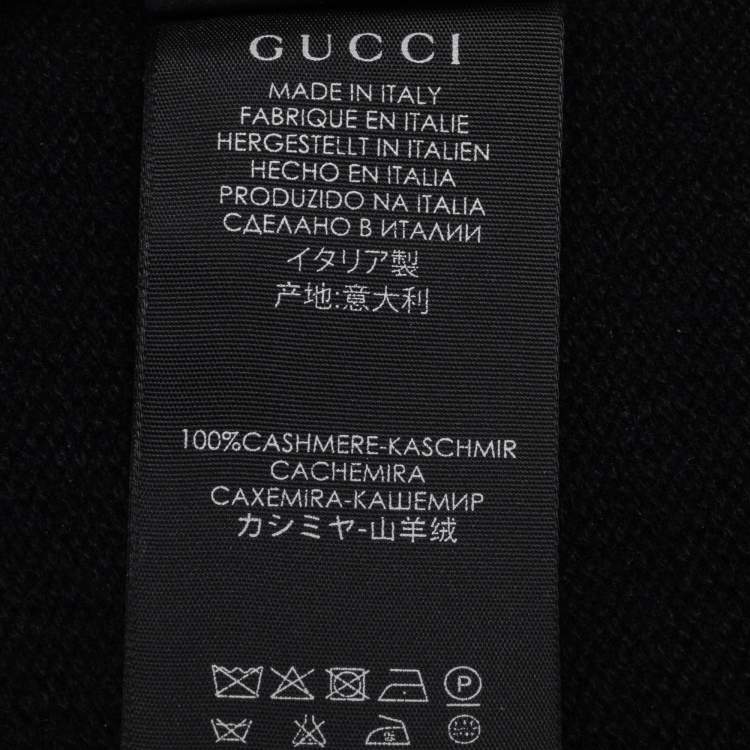 GUCCI
MADE IN ITALY
FABRIQUE EN ITALIE
HERGESTELLT IN ITALIEN
HECHO EN ITALIA
PRODUZIDO NA ITALIA
СДЕЛАНО В ИТАЛИИ
イタリア製
产地:意大利
100%CASHMERE-KASCHMIR
CACHEMIRA
CAXEMiRA-КАШЕМИР
カシミヤ-山羊绒
P